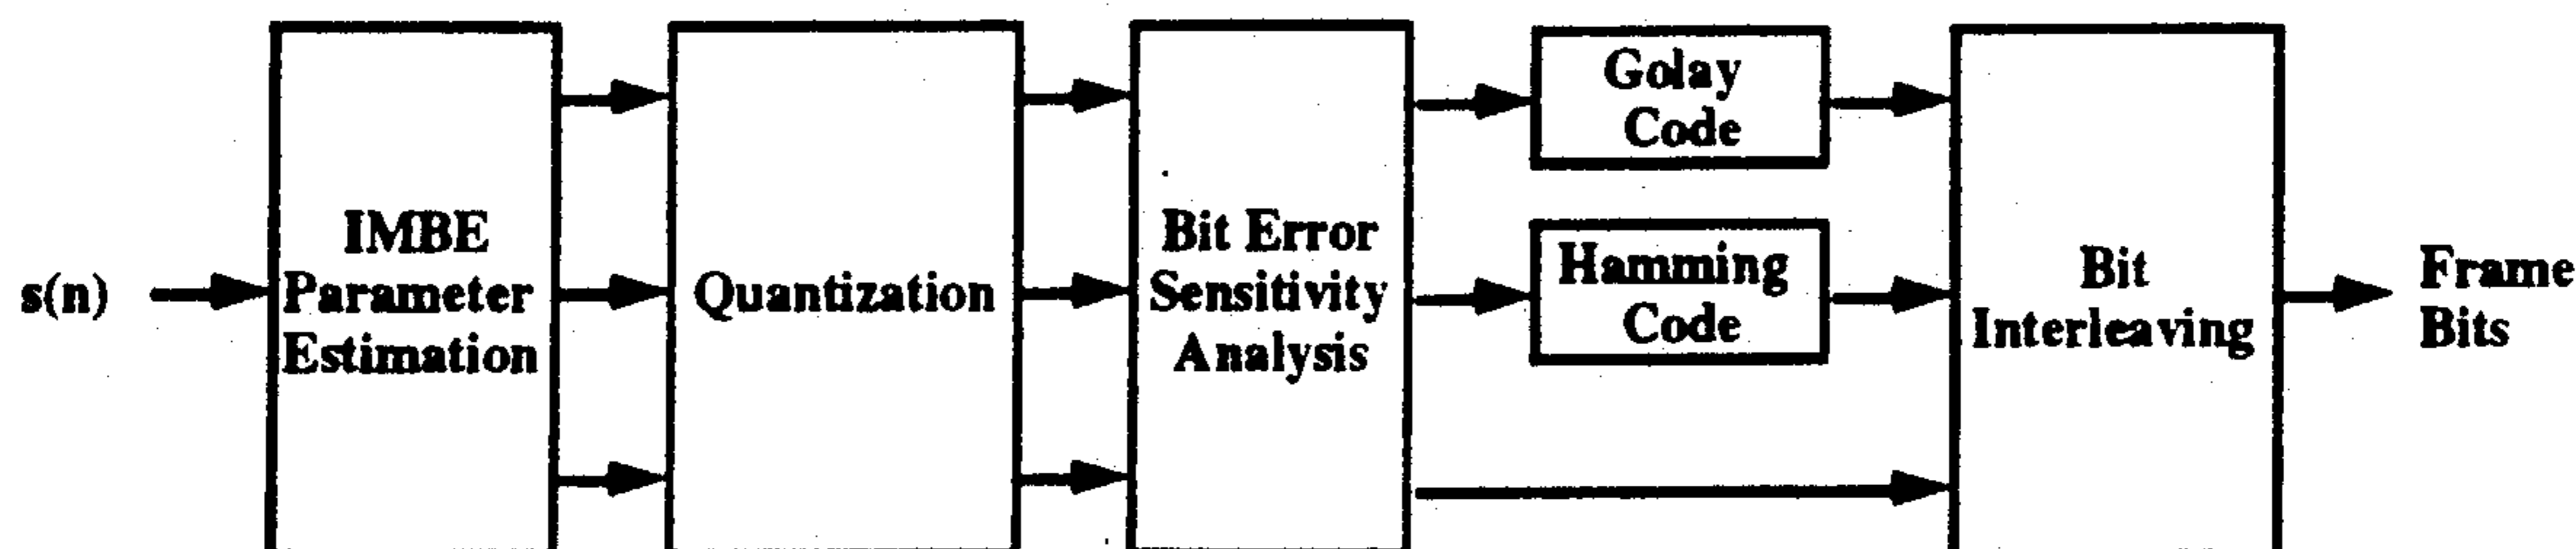 s(n)
IMBE
Parameter
Estimation
Quantization
Bit Error
Sensitivity
Analysis
Golay
Code
Hamming
Code
Bit
Interleaving
Frame
Bits